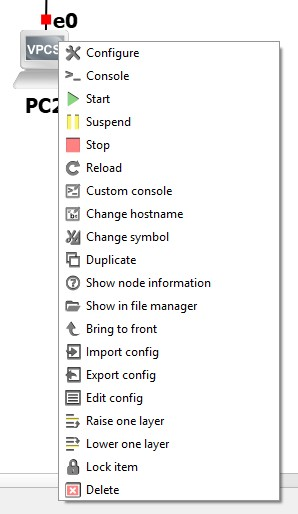 e0
VPCS
PC2
Configure
Console
Start
Suspend
Stop
Reload
Custom console
Change hostname
Change symbol
Duplicate
Show node information
Show in file manager
Bring to front
Import config
Export config
Edit config
Raise one layer
Lower one layer
Lock item
Delete